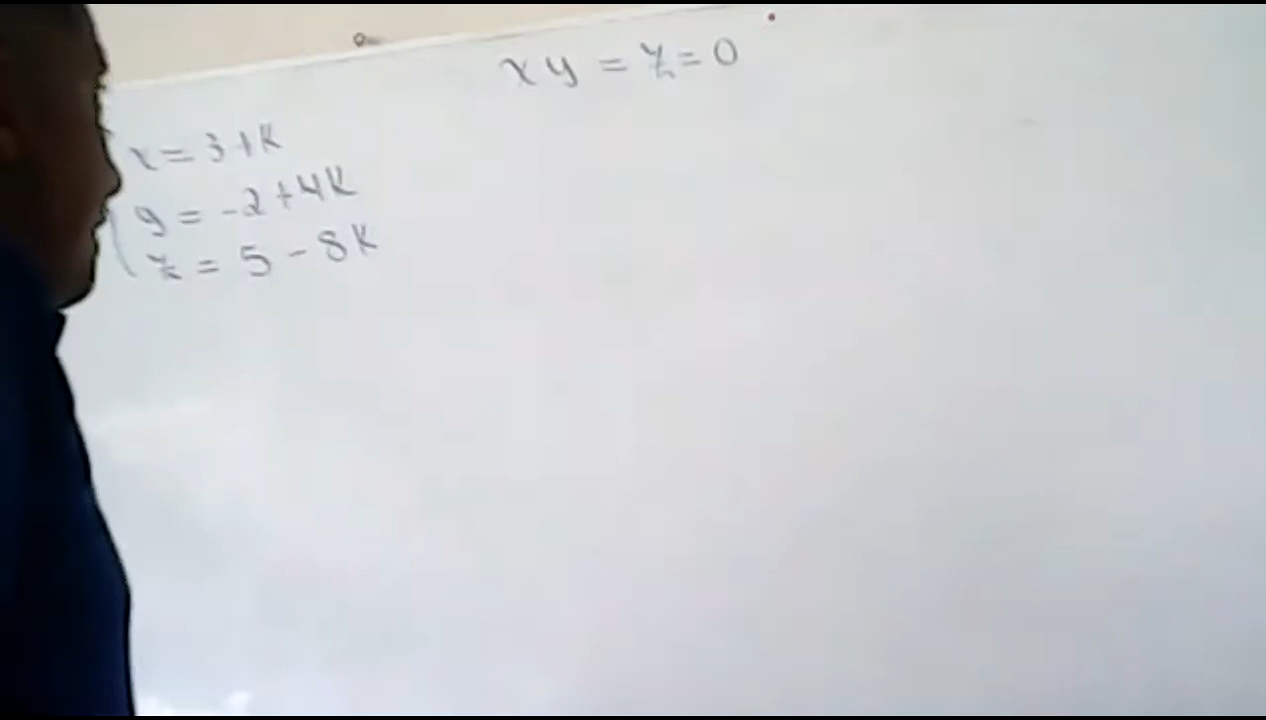 xy = z = 0
x = 3+k
y = -2+4k
z = 5-8k